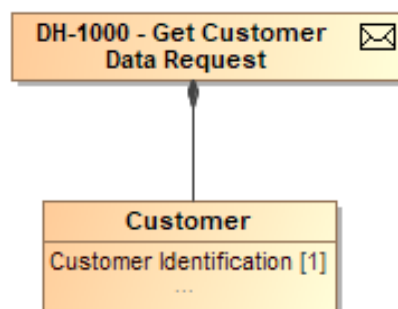 DH-1000 - Get Customer
Data Request
Customer
Customer Identification [1]
...